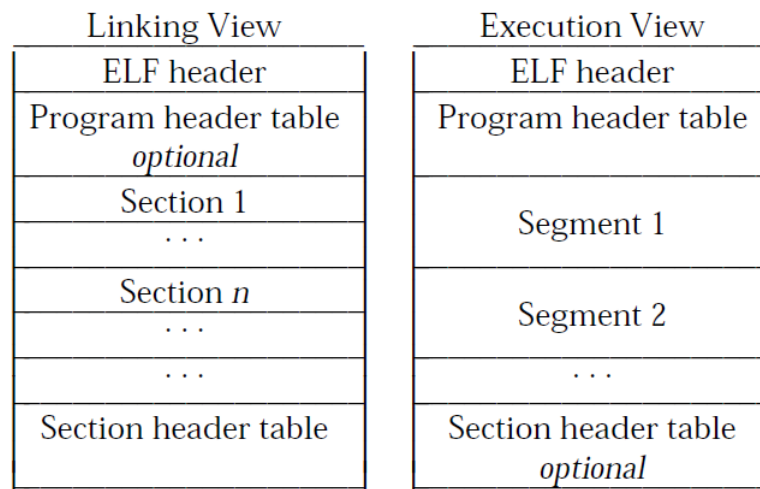 Linking View
ELF header
Program header table
optional
Section 1
. . .
Section n
. . .
. . .
Section header table
Execution View
ELF header
Program header table
Segment 1
Segment 2
. . .
Section header table
optional